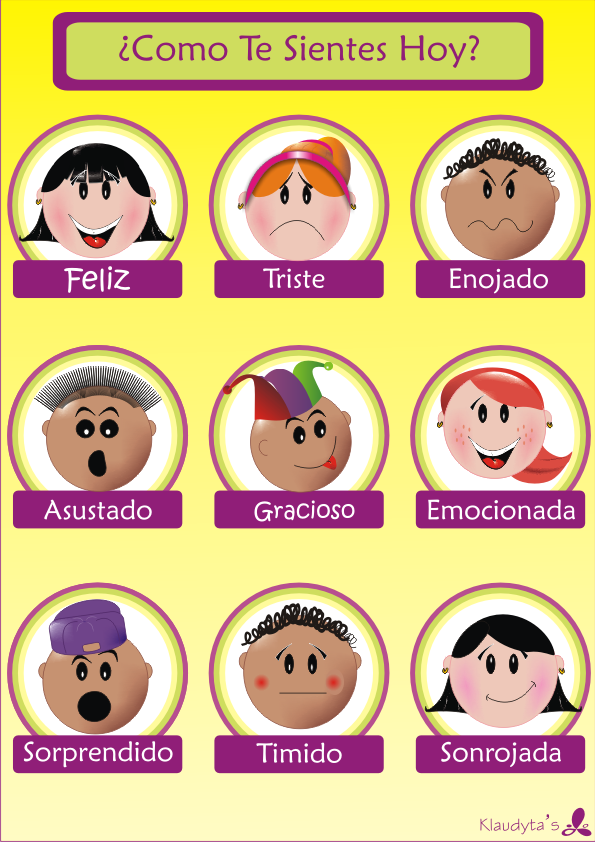 ¿Como Te Sientes Hoy?
Feliz
Triste
Enojado
Asustado
Gracioso
Emocionada
Sorprendido
Timido
Sonrojada
Klaudyta's